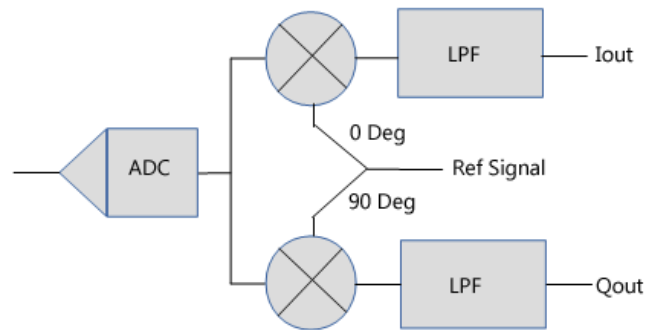 LPF
Iout
0 Deg
ADC
Ref Signal
90 Deg
LPF
Qout